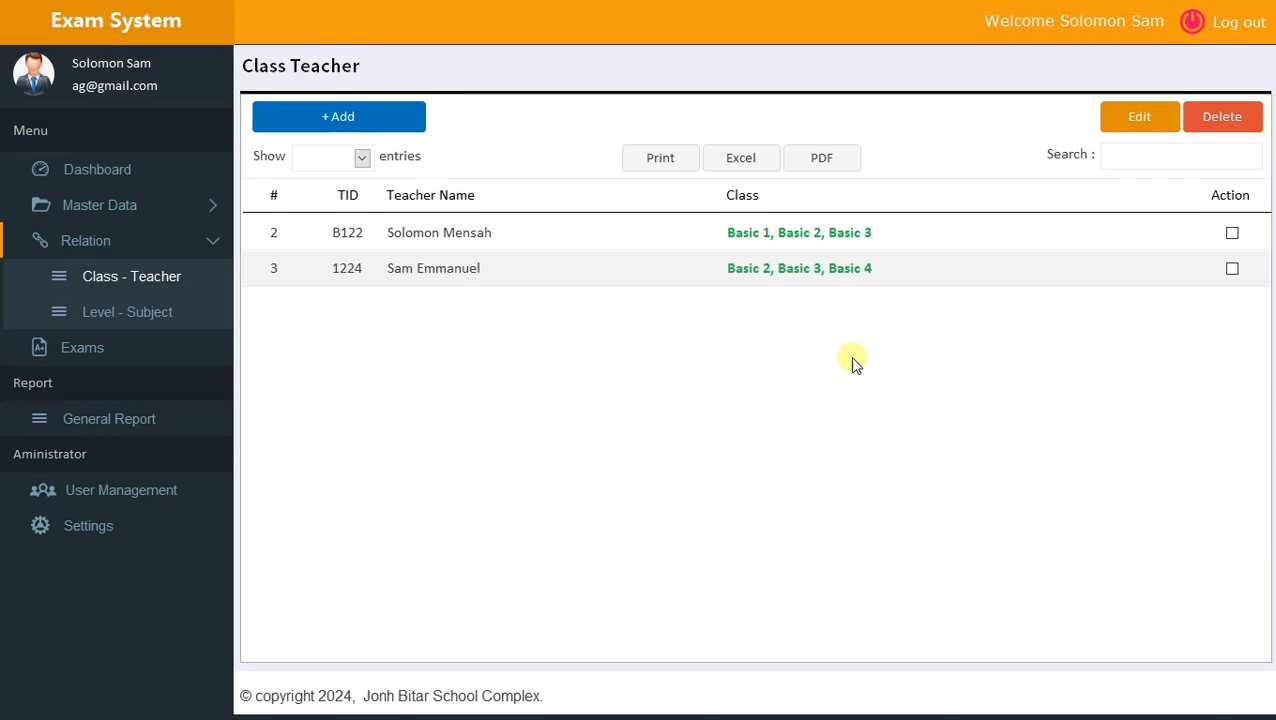 Exam System
Welcome Solomon Sam
Log out
Solomon Sam
ag@gmail.com
Menu
Dashboard
Master Data
Relation
Class - Teacher
Level - Subject
Exams
A+
Report
General Report
Aministrator
User Management
Settings
Class Teacher
+ Add
Edit
Delete
Show entries
Print
Excel
PDF
Search :
# TID Teacher Name Class Action
2 B122 Solomon Mensah Basic 1, Basic 2, Basic 3
3 1224 Sam Emmanuel Basic 2, Basic 3, Basic 4
© copyright 2024, Jonh Bitar School Complex.